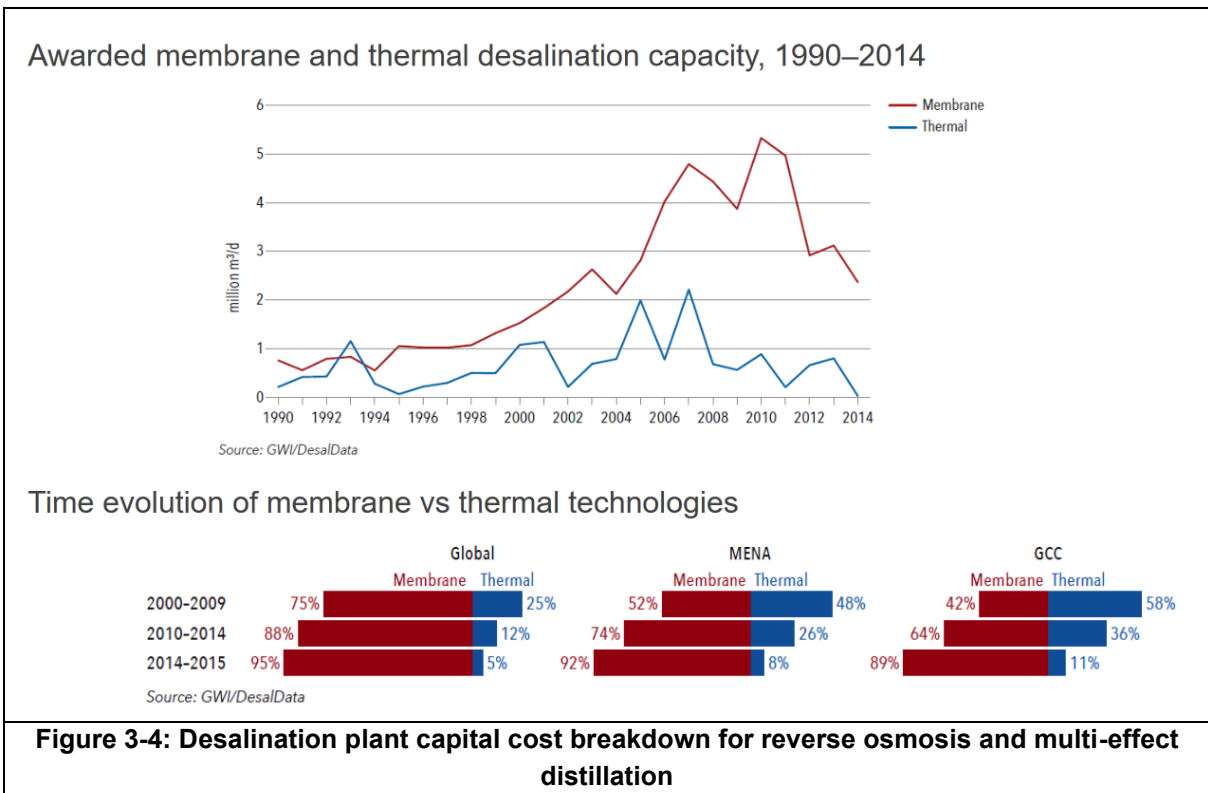 Awarded membrane and thermal desalination capacity, 1990–2014
Membrane
Thermal
million m³/d
6
5
4
3
2
1
0
1990 1992 1994 1996 1998 2000 2002 2004 2006 2008 2010 2012 2014
Source: GWI/DesalData
Time evolution of membrane vs thermal technologies
Global MENA GCC
Membrane Thermal Membrane Thermal Membrane Thermal
2000–2009 75% 25% 52% 48% 42% 58%
2010–2014 88% 12% 74% 26% 64% 36%
2014–2015 95% 5% 92% 8% 89% 11%
Source: GWI/DesalData
Figure 3-4: Desalination plant capital cost breakdown for reverse osmosis and multi-effect
distillation